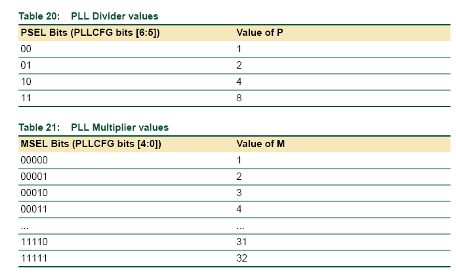 Table 20: PLL Divider values
PSEL Bits (PLLCFG bits [6:5]) Value of P
00 1
01 2
10 4
11 8
Table 21: PLL Multiplier values
MSEL Bits (PLLCFG bits [4:0]) Value of M
00000 1
00001 2
00010 3
00011 4
... ...
11110 31
11111 32